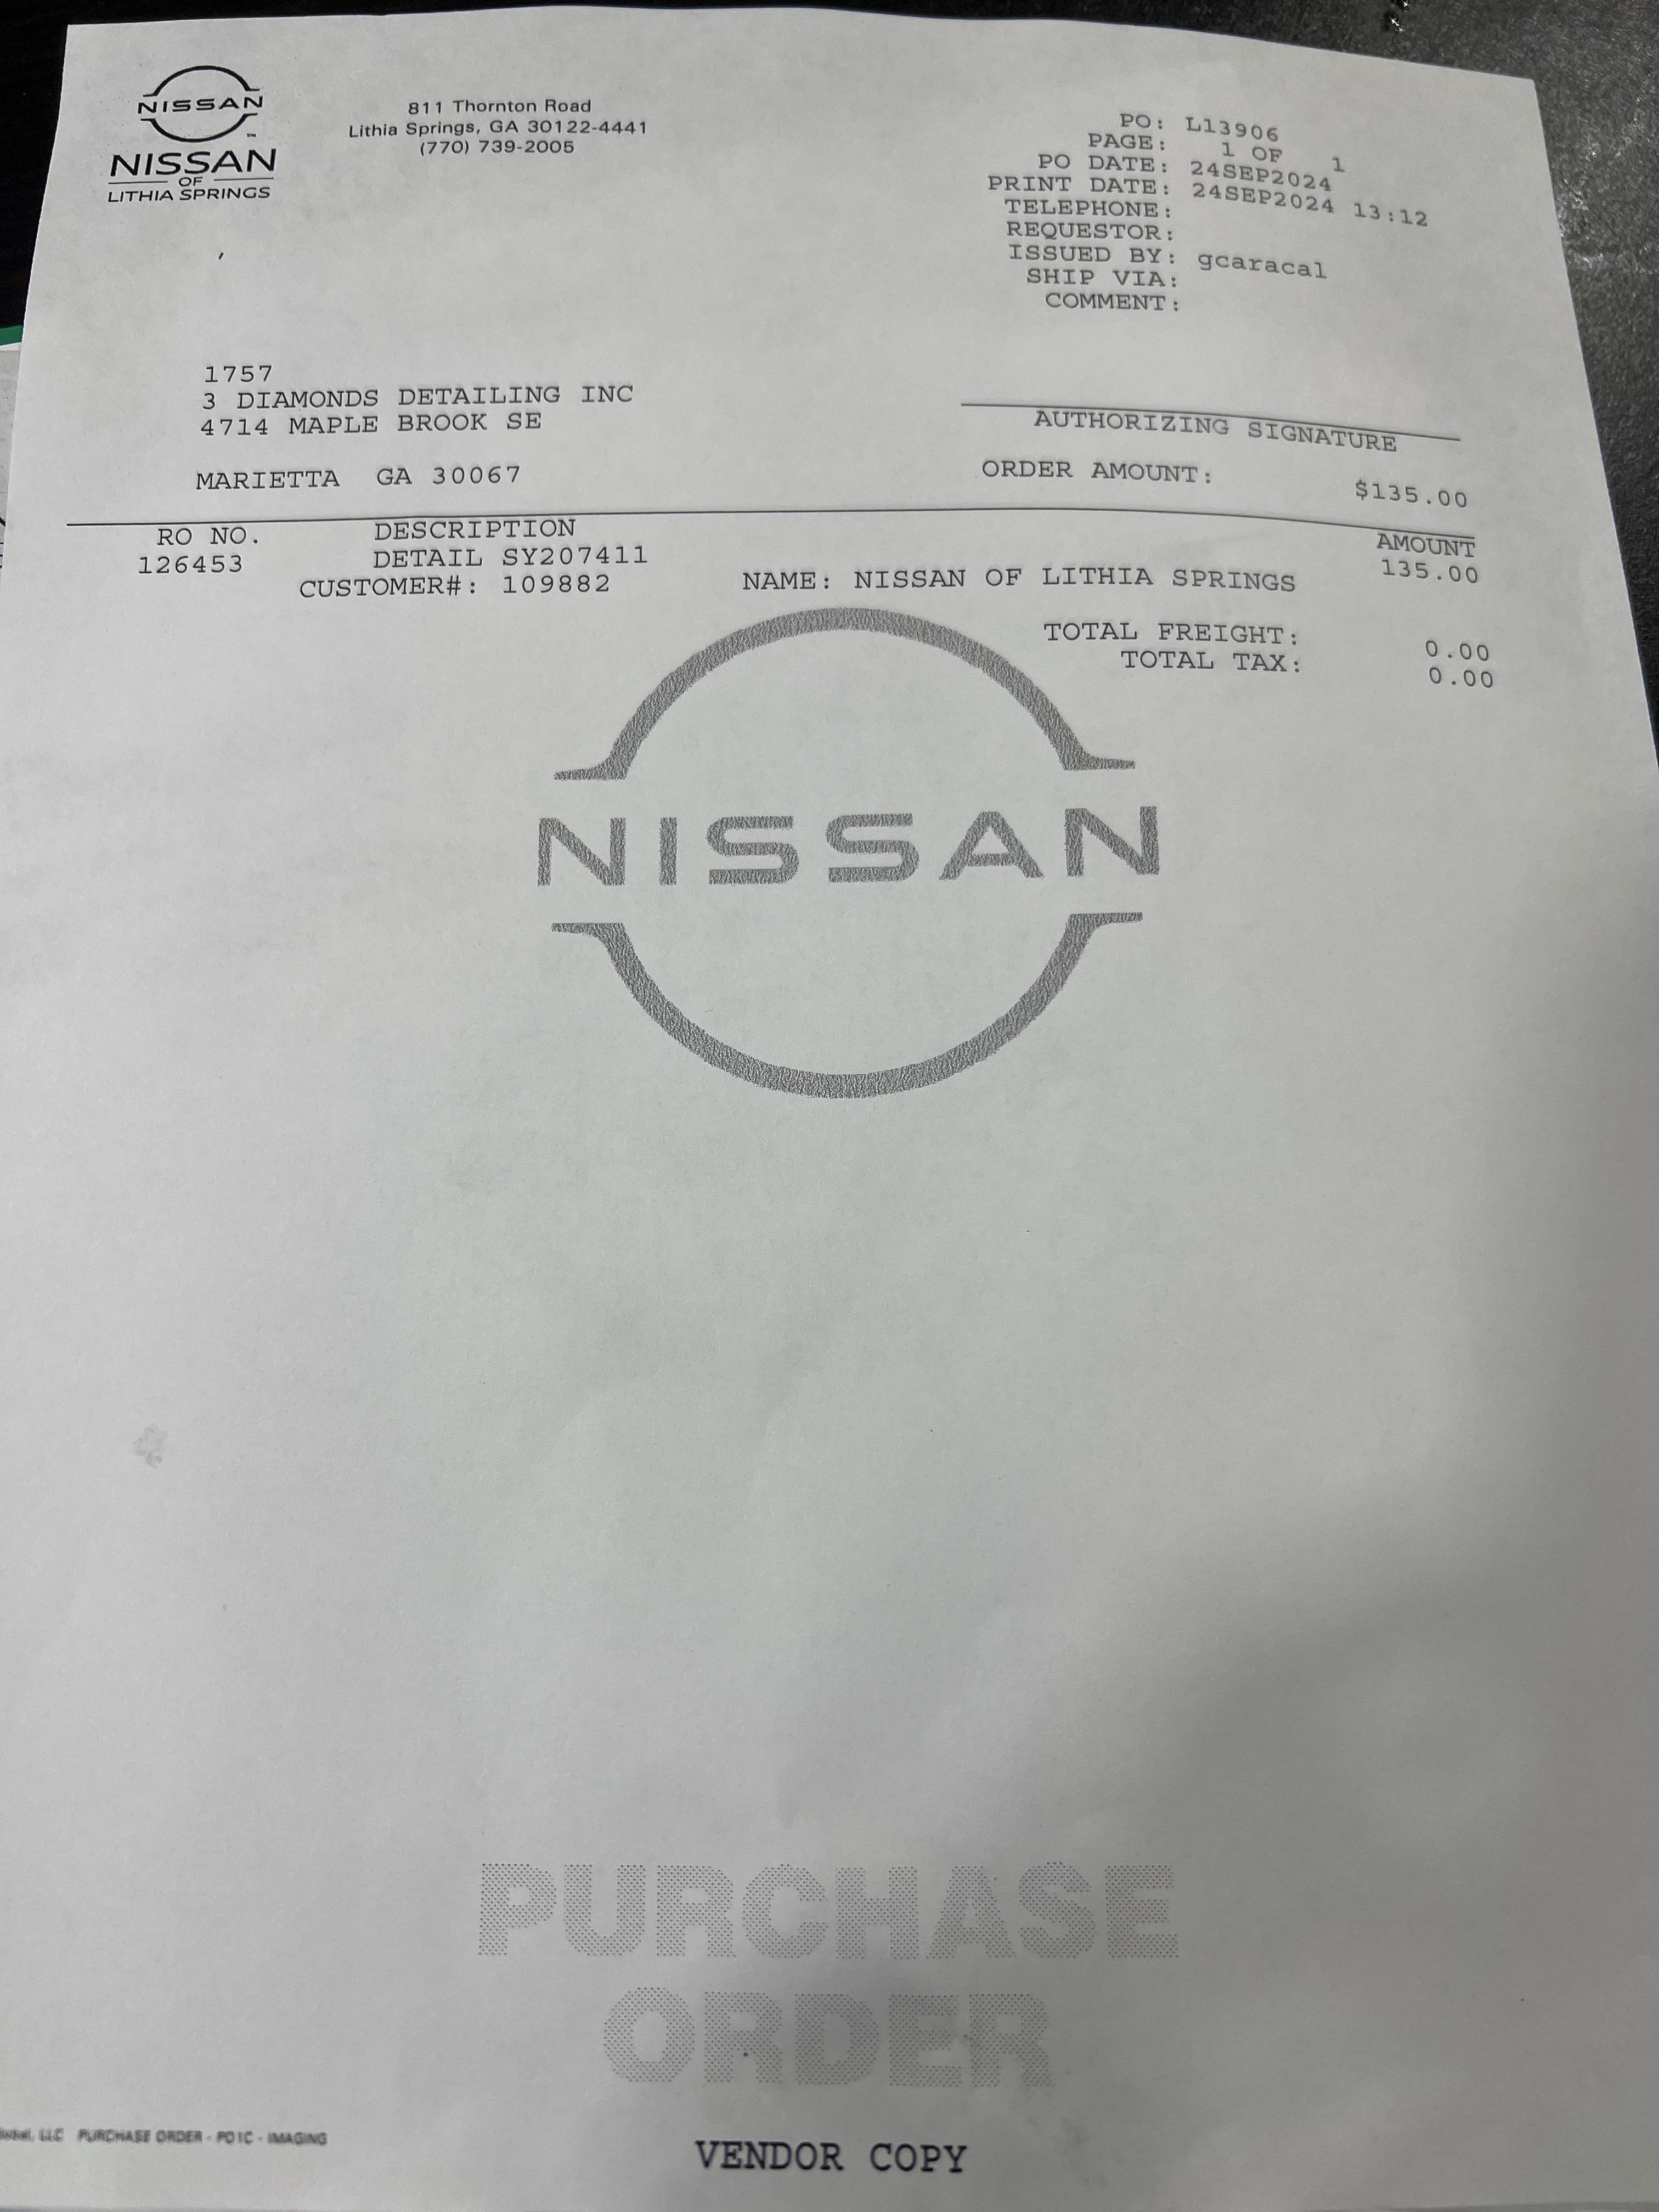 NISSAN
NISSAN
OF
LITHIA SPRINGS
811 Thornton Road
Lithia Springs, GA 30122-4441
(770) 739-2005
PO: L13906
PAGE: 1 OF 1
PO DATE: 24SEP2024
PRINT DATE: 24SEP2024 13:12
TELEPHONE:
REQUESTOR:
ISSUED BY: gcaracal
SHIP VIA:
COMMENT:
1757
3 DIAMONDS DETAILING INC
4714 MAPLE BROOK SE
MARIETTA GA 30067
AUTHORIZING SIGNATURE
ORDER AMOUNT: $135.00
RO NO. DESCRIPTION AMOUNT
126453 DETAIL SY207411 135.00
CUSTOMER#: 109882 NAME: NISSAN OF LITHIA SPRINGS
TOTAL FREIGHT: 0.00
TOTAL TAX: 0.00
NISSAN
PURCHASE
ORDER
LLC PURCHASE ORDER - PO1C - IMAGING
VENDOR COPY